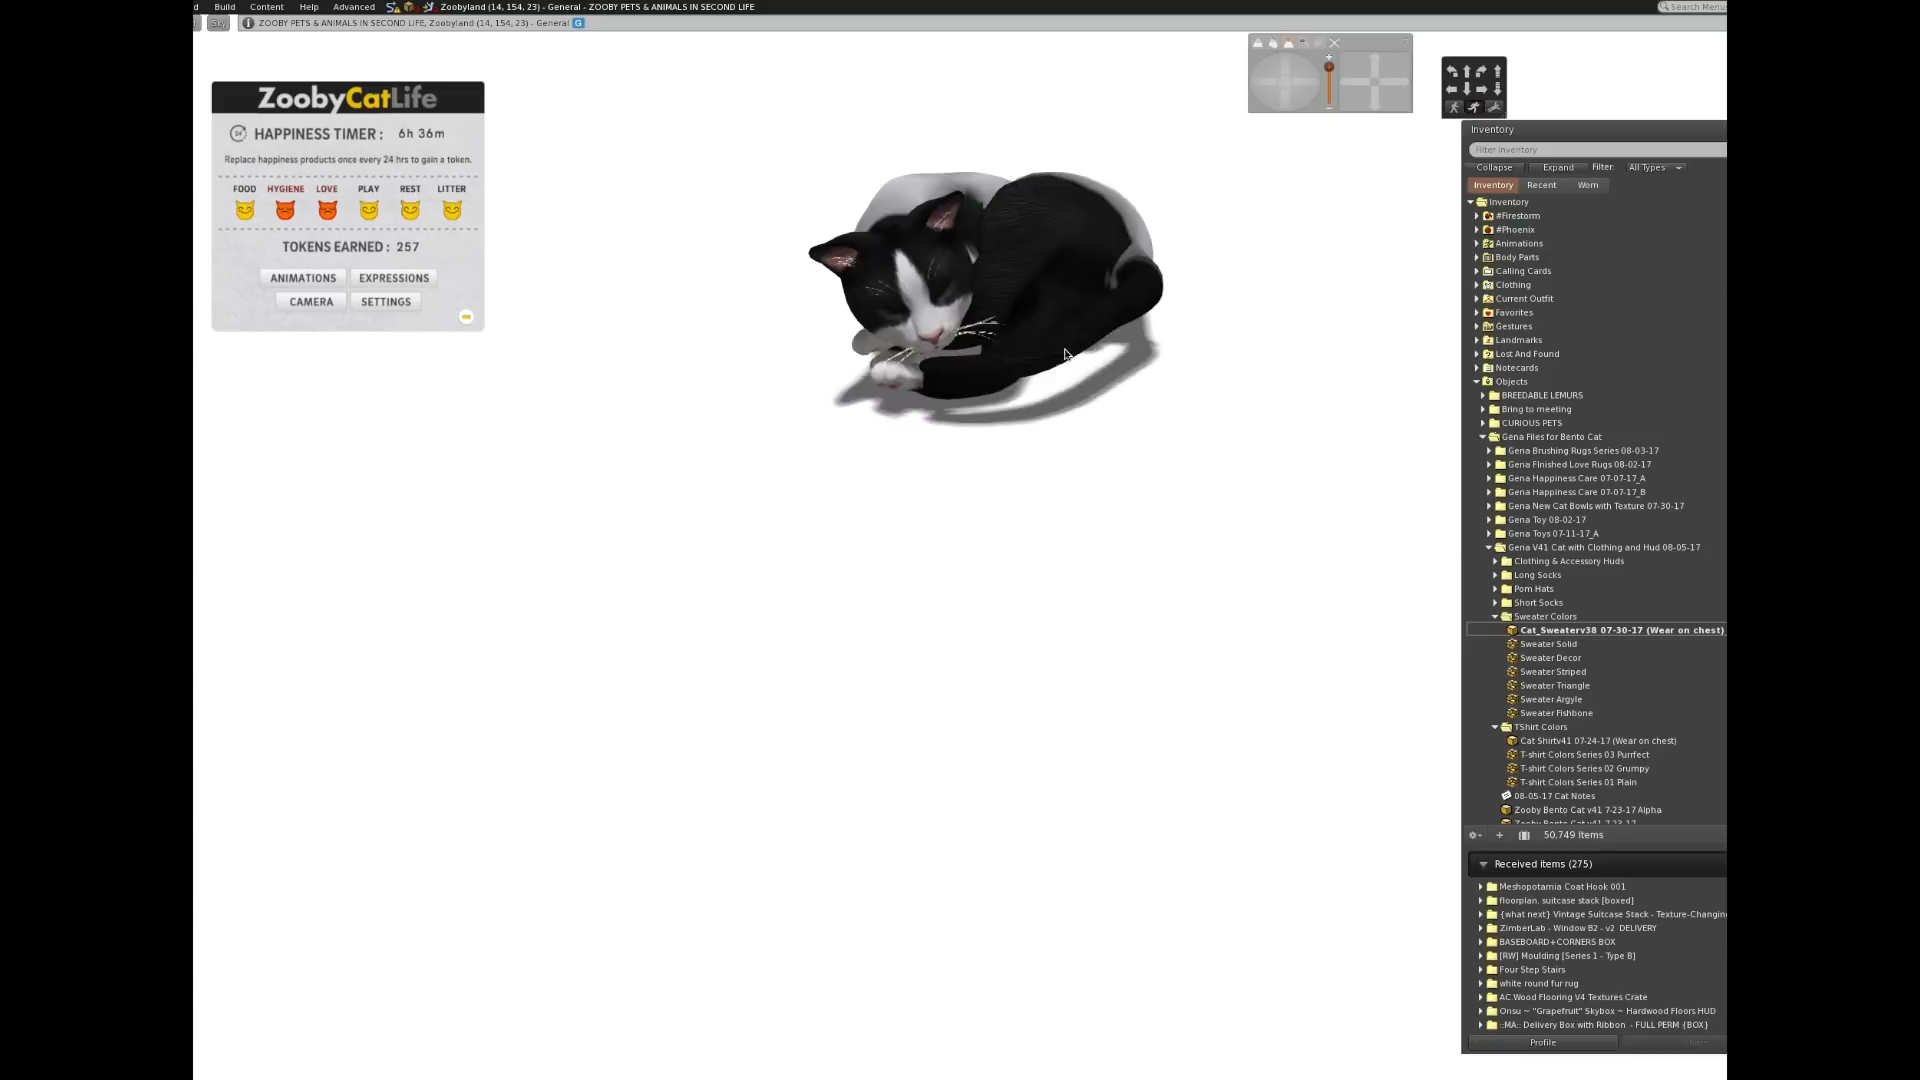 d Build Content Help Advanced Zoobyland (14, 154, 23) - General - ZOOBY PETS & ANIMALS IN SECOND LIFE Search Menus
Sky ZOOBY PETS & ANIMALS IN SECOND LIFE, Zoobyland (14, 154, 23) - General G
ZoobyCatLife
24 HAPPINESS TIMER : 6h 36m
Replace happiness products once every 24 hrs to gain a token.
FOOD HYGIENE LOVE PLAY REST LITTER
TOKENS EARNED : 257
ANIMATIONS EXPRESSIONS
CAMERA SETTINGS
Inventory
Filter Inventory
Collapse Expand Filter: All Types
Inventory Recent Worn
Inventory
#Firestorm
#Phoenix
Animations
Body Parts
Calling Cards
Clothing
Current Outfit
Favorites
Gestures
Landmarks
Lost And Found
Notecards
Objects
BREEDABLE LEMURS
Bring to meeting
CURIOUS PETS
Gena Files for Bento Cat
Gena Brushing Rugs Series 08-03-17
Gena FInished Love Rugs 08-02-17
Gena Happiness Care 07-07-17_A
Gena Happiness Care 07-07-17_B
Gena New Cat Bowls with Texture 07-30-17
Gena Toy 08-02-17
Gena Toys 07-11-17_A
Gena V41 Cat with Clothing and Hud 08-05-17
Clothing & Accessory Huds
Long Socks
Pom Hats
Short Socks
Sweater Colors
Cat_Sweaterv38 07-30-17 (Wear on chest)
Sweater Solid
Sweater Decor
Sweater Striped
Sweater Triangle
Sweater Argyle
Sweater Fishbone
TShirt Colors
Cat Shirtv41 07-24-17 (Wear on chest)
T-shirt Colors Series 03 Purrfect
T-shirt Colors Series 02 Grumpy
T-shirt Colors Series 01 Plain
08-05-17 Cat Notes
Zooby Bento Cat v41 7-23-17 Alpha
Zooby Bento Cat v41 7-23-17
50,749 Items
Received items (275)
Meshopotamia Coat Hook 001
floorplan. suitcase stack [boxed]
{what next} Vintage Suitcase Stack - Texture-Changin
ZimberLab - Window B2 - v2 DELIVERY
BASEBOARD+CORNERS BOX
[RW] Moulding [Series 1 - Type B]
Four Step Stairs
white round fur rug
AC Wood Flooring V4 Textures Crate
Onsu ~ "Grapefruit" Skybox ~ Hardwood Floors HUD
::MA:: Delivery Box with Ribbon - FULL PERM {BOX}
Profile